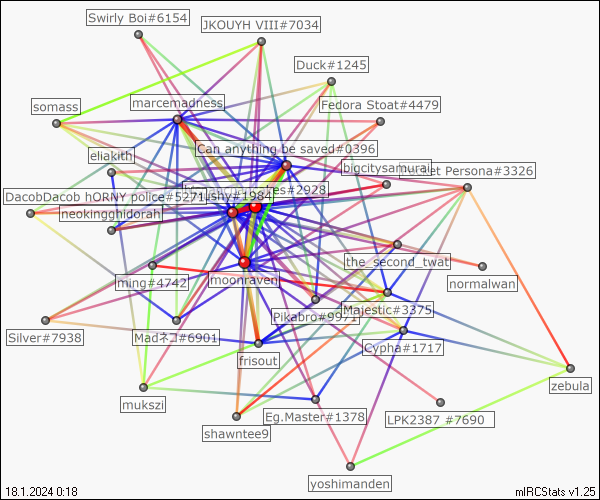 Swirly Boi#6154
JKOUYH VIII#7034
Duck#1245
marcemadness
Fedora Stoat#4479
somass
Can anything be saved#0396
eliakith
bigcitysamurai
Persona#3326
DacobDacob hORNY police#5271
#1984
es#2928
neokingghidorah
the_second_twat
ming#4742
moonraven
normalwan
Pikabro#9971
Majestic#3375
Silver#7938
Madネコ#6901
Cypha#1717
frisout
zebula
mukszi
Eg.Master#1378
LPK2387 #7690
shawntee9
yoshimanden
18.1.2024 0:18
mIRCStats v1.25